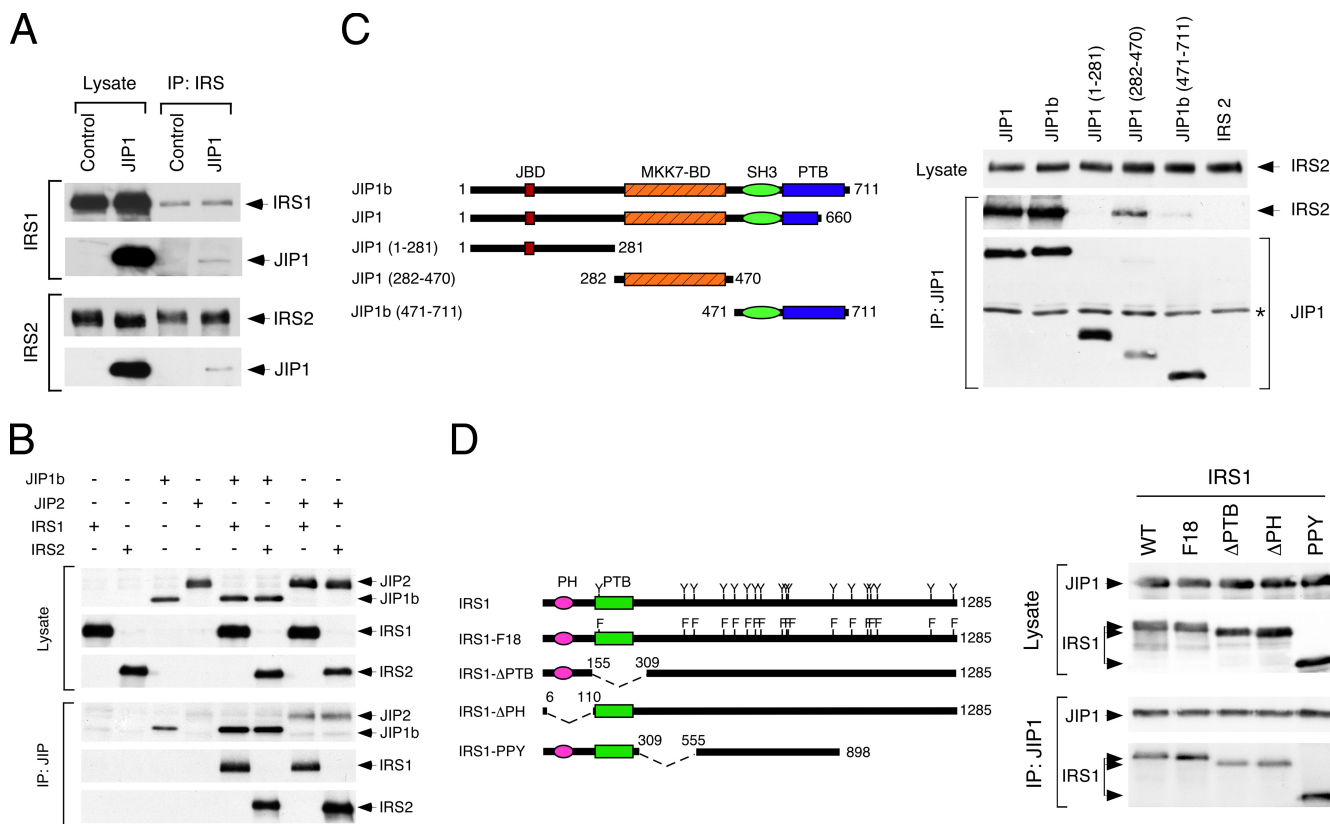 A
Lysate IP: IRS
Control JIP1 Control JIP1
IRS1
IRS1
JIP1
IRS2
IRS2
JIP1
B
JIP1b - - + - + + - -
JIP2 - - - + - - + +
IRS1 + - - - + - + -
IRS2 - + - - - + - +
Lysate
JIP2
JIP1b
IRS1
IRS2
IP: JIP
JIP2
JIP1b
IRS1
IRS2
C
JBD MKK7-BD SH3 PTB
JIP1b 1 711
JIP1 1 660
JIP1 (1-281) 1 281
JIP1 (282-470) 282 470
JIP1b (471-711) 471 711
JIP1 JIP1b JIP1 (1-281) JIP1 (282-470) JIP1b (471-711) IRS 2
Lysate IRS2
IP: JIP1
IRS2
* JIP1
D
PH PTB
Y Y Y Y Y Y Y Y Y Y Y Y Y Y Y Y Y Y
IRS1 1285
F F F F F F F F F F F F F F F F F F
IRS1-F18 1285
155 309
IRS1-ΔPTB 1285
6 110
IRS1-ΔPH 1285
309 555
IRS1-PPY 898
IRS1
WT F18 ΔPTB ΔPH PPY
Lysate
JIP1
IRS1
IP: JIP1
JIP1
IRS1